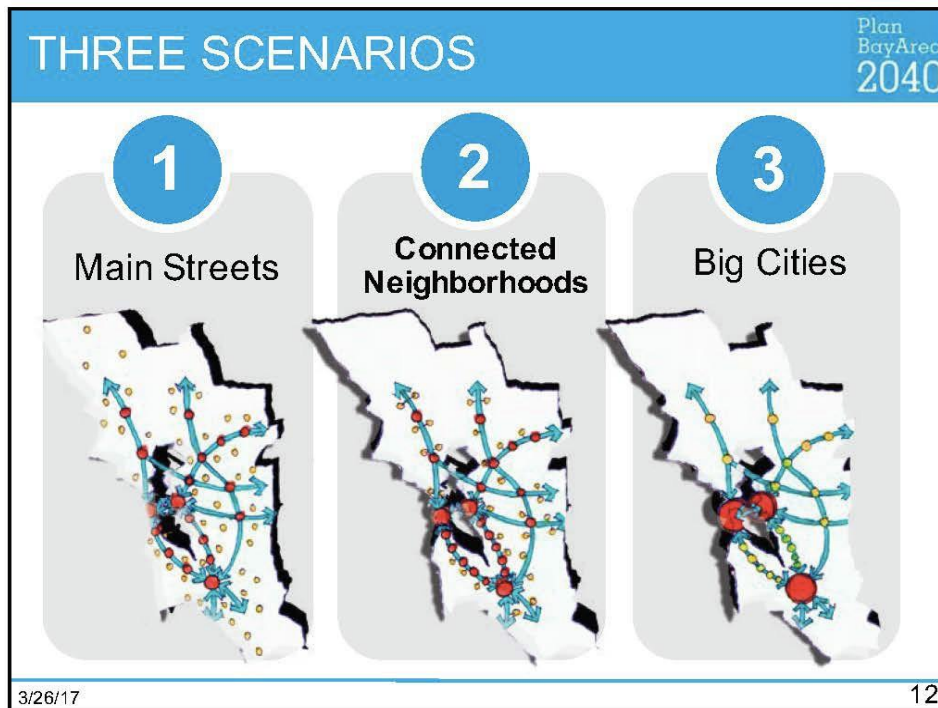 THREE SCENARIOS
Plan
BayArea
2040
1
Main Streets
2
Connected
Neighborhoods
3
Big Cities
3/26/17
12